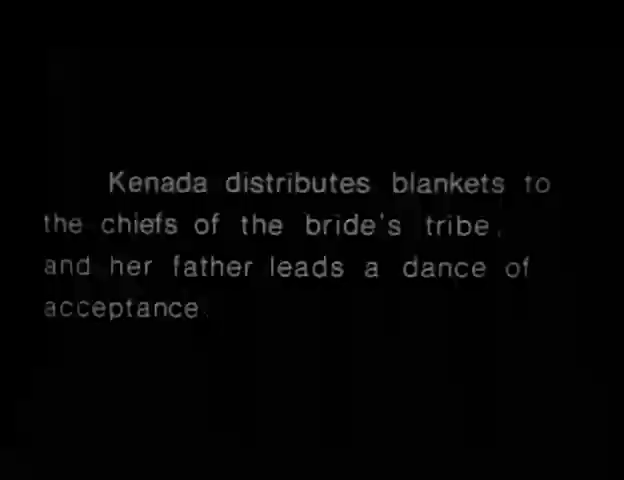 Kenada distributes blankets to
the chiefs of the bride's tribe,
and her father leads a dance of
acceptance.